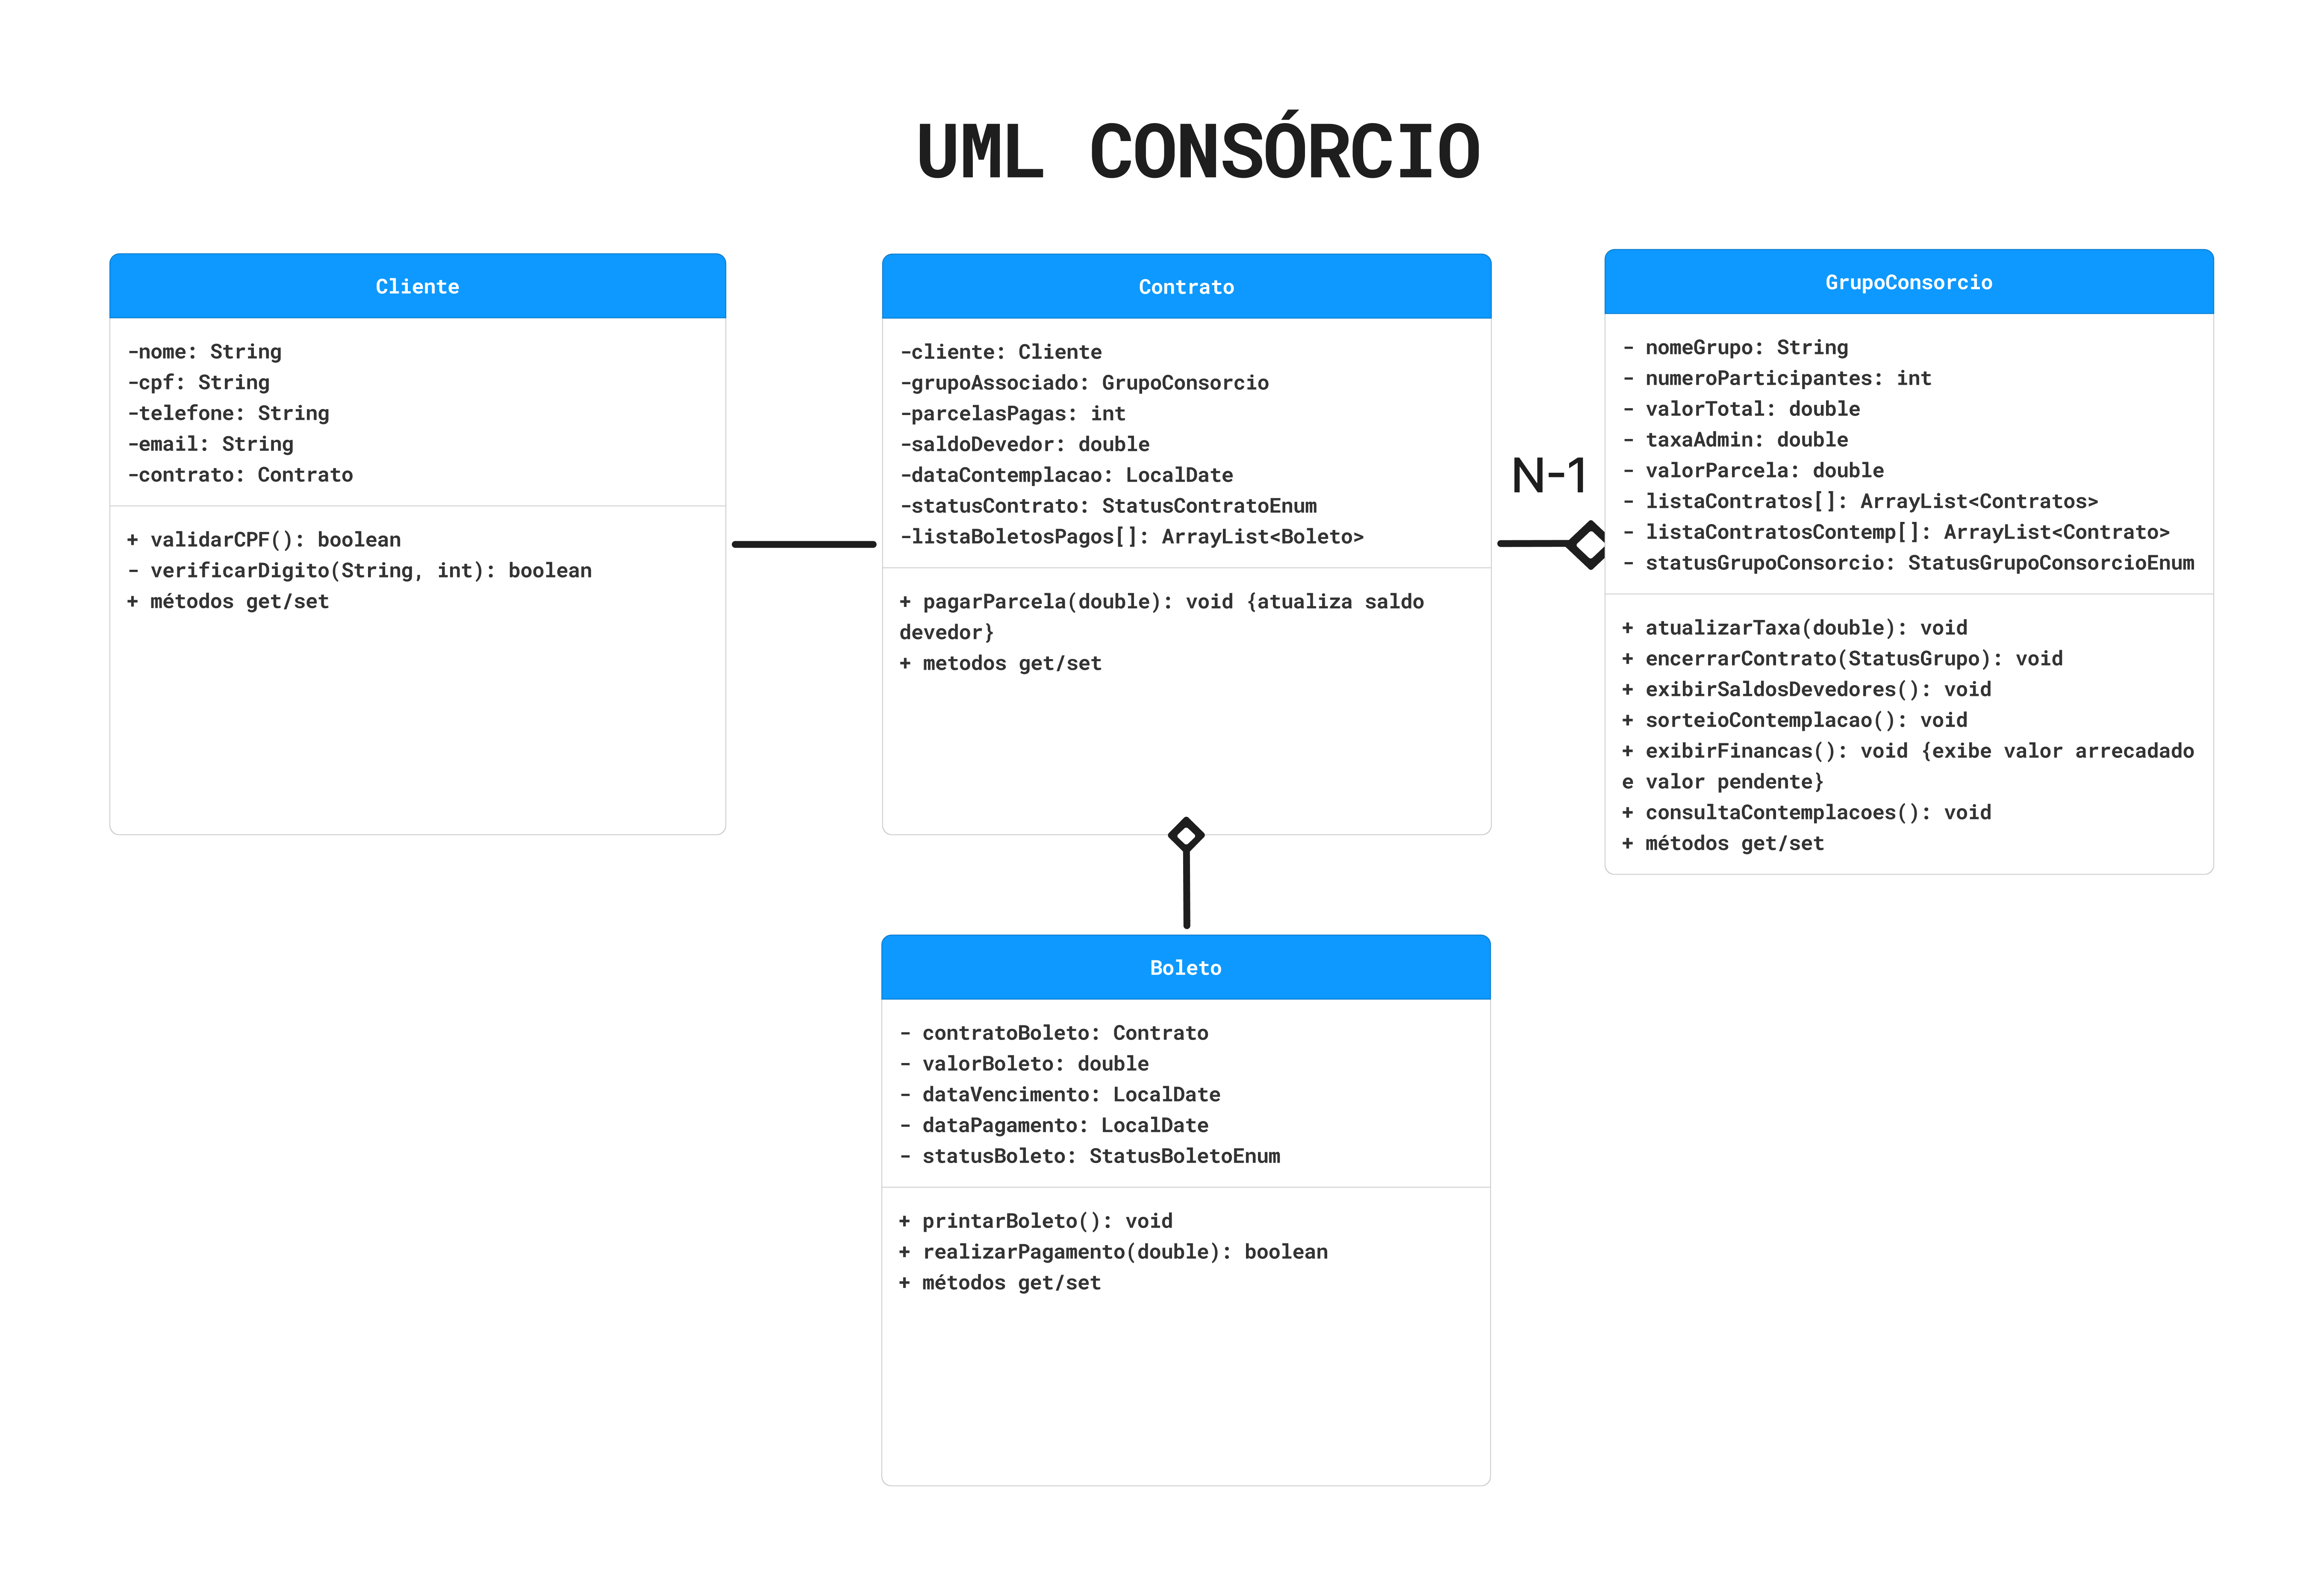 UML CONSÓRCIO
Cliente
-nome: String
-cpf: String
-telefone: String
-email: String
-contrato: Contrato
+ validarCPF(): boolean
- verificarDigito(String, int): boolean
+ métodos get/set
Contrato
-cliente: Cliente
-grupoAssociado: GrupoConsorcio
-parcelasPagas: int
-saldoDevedor: double
-dataContemplacao: LocalDate
-statusContrato: StatusContratoEnum
-listaBoletosPagos[]: ArrayList<Boleto>
+ pagarParcela(double): void {atualiza saldo
devedor}
+ metodos get/set
N-1
GrupoConsorcio
- nomeGrupo: String
- numeroParticipantes: int
- valorTotal: double
- taxaAdmin: double
- valorParcela: double
- listaContratos[]: ArrayList<Contratos>
- listaContratosContemp[]: ArrayList<Contrato>
- statusGrupoConsorcio: StatusGrupoConsorcioEnum
+ atualizarTaxa(double): void
+ encerrarContrato(StatusGrupo): void
+ exibirSaldosDevedores(): void
+ sorteioContemplacao(): void
+ exibirFinancas(): void {exibe valor arrecadado
e valor pendente}
+ consultaContemplacoes(): void
+ métodos get/set
Boleto
- contratoBoleto: Contrato
- valorBoleto: double
- dataVencimento: LocalDate
- dataPagamento: LocalDate
- statusBoleto: StatusBoletoEnum
+ printarBoleto(): void
+ realizarPagamento(double): boolean
+ métodos get/set